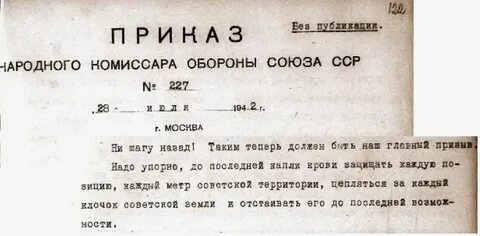 122
Без публикации.
ПРИКАЗ
НАРОДНОГО КОМИССАРА ОБОРОНЫ СОЮЗА ССР
№ 227
„28- июля 1942 г.
г. МОСКВА
Ни шагу назад! Таким теперь должен быть наш главный призыв.
Надо упорно, до последней капли крови защищать каждую по-
зицию, каждый метр советской территории, цепляться за каждый
клочок советской земли и отстаивать его до последней возмож-
ности.